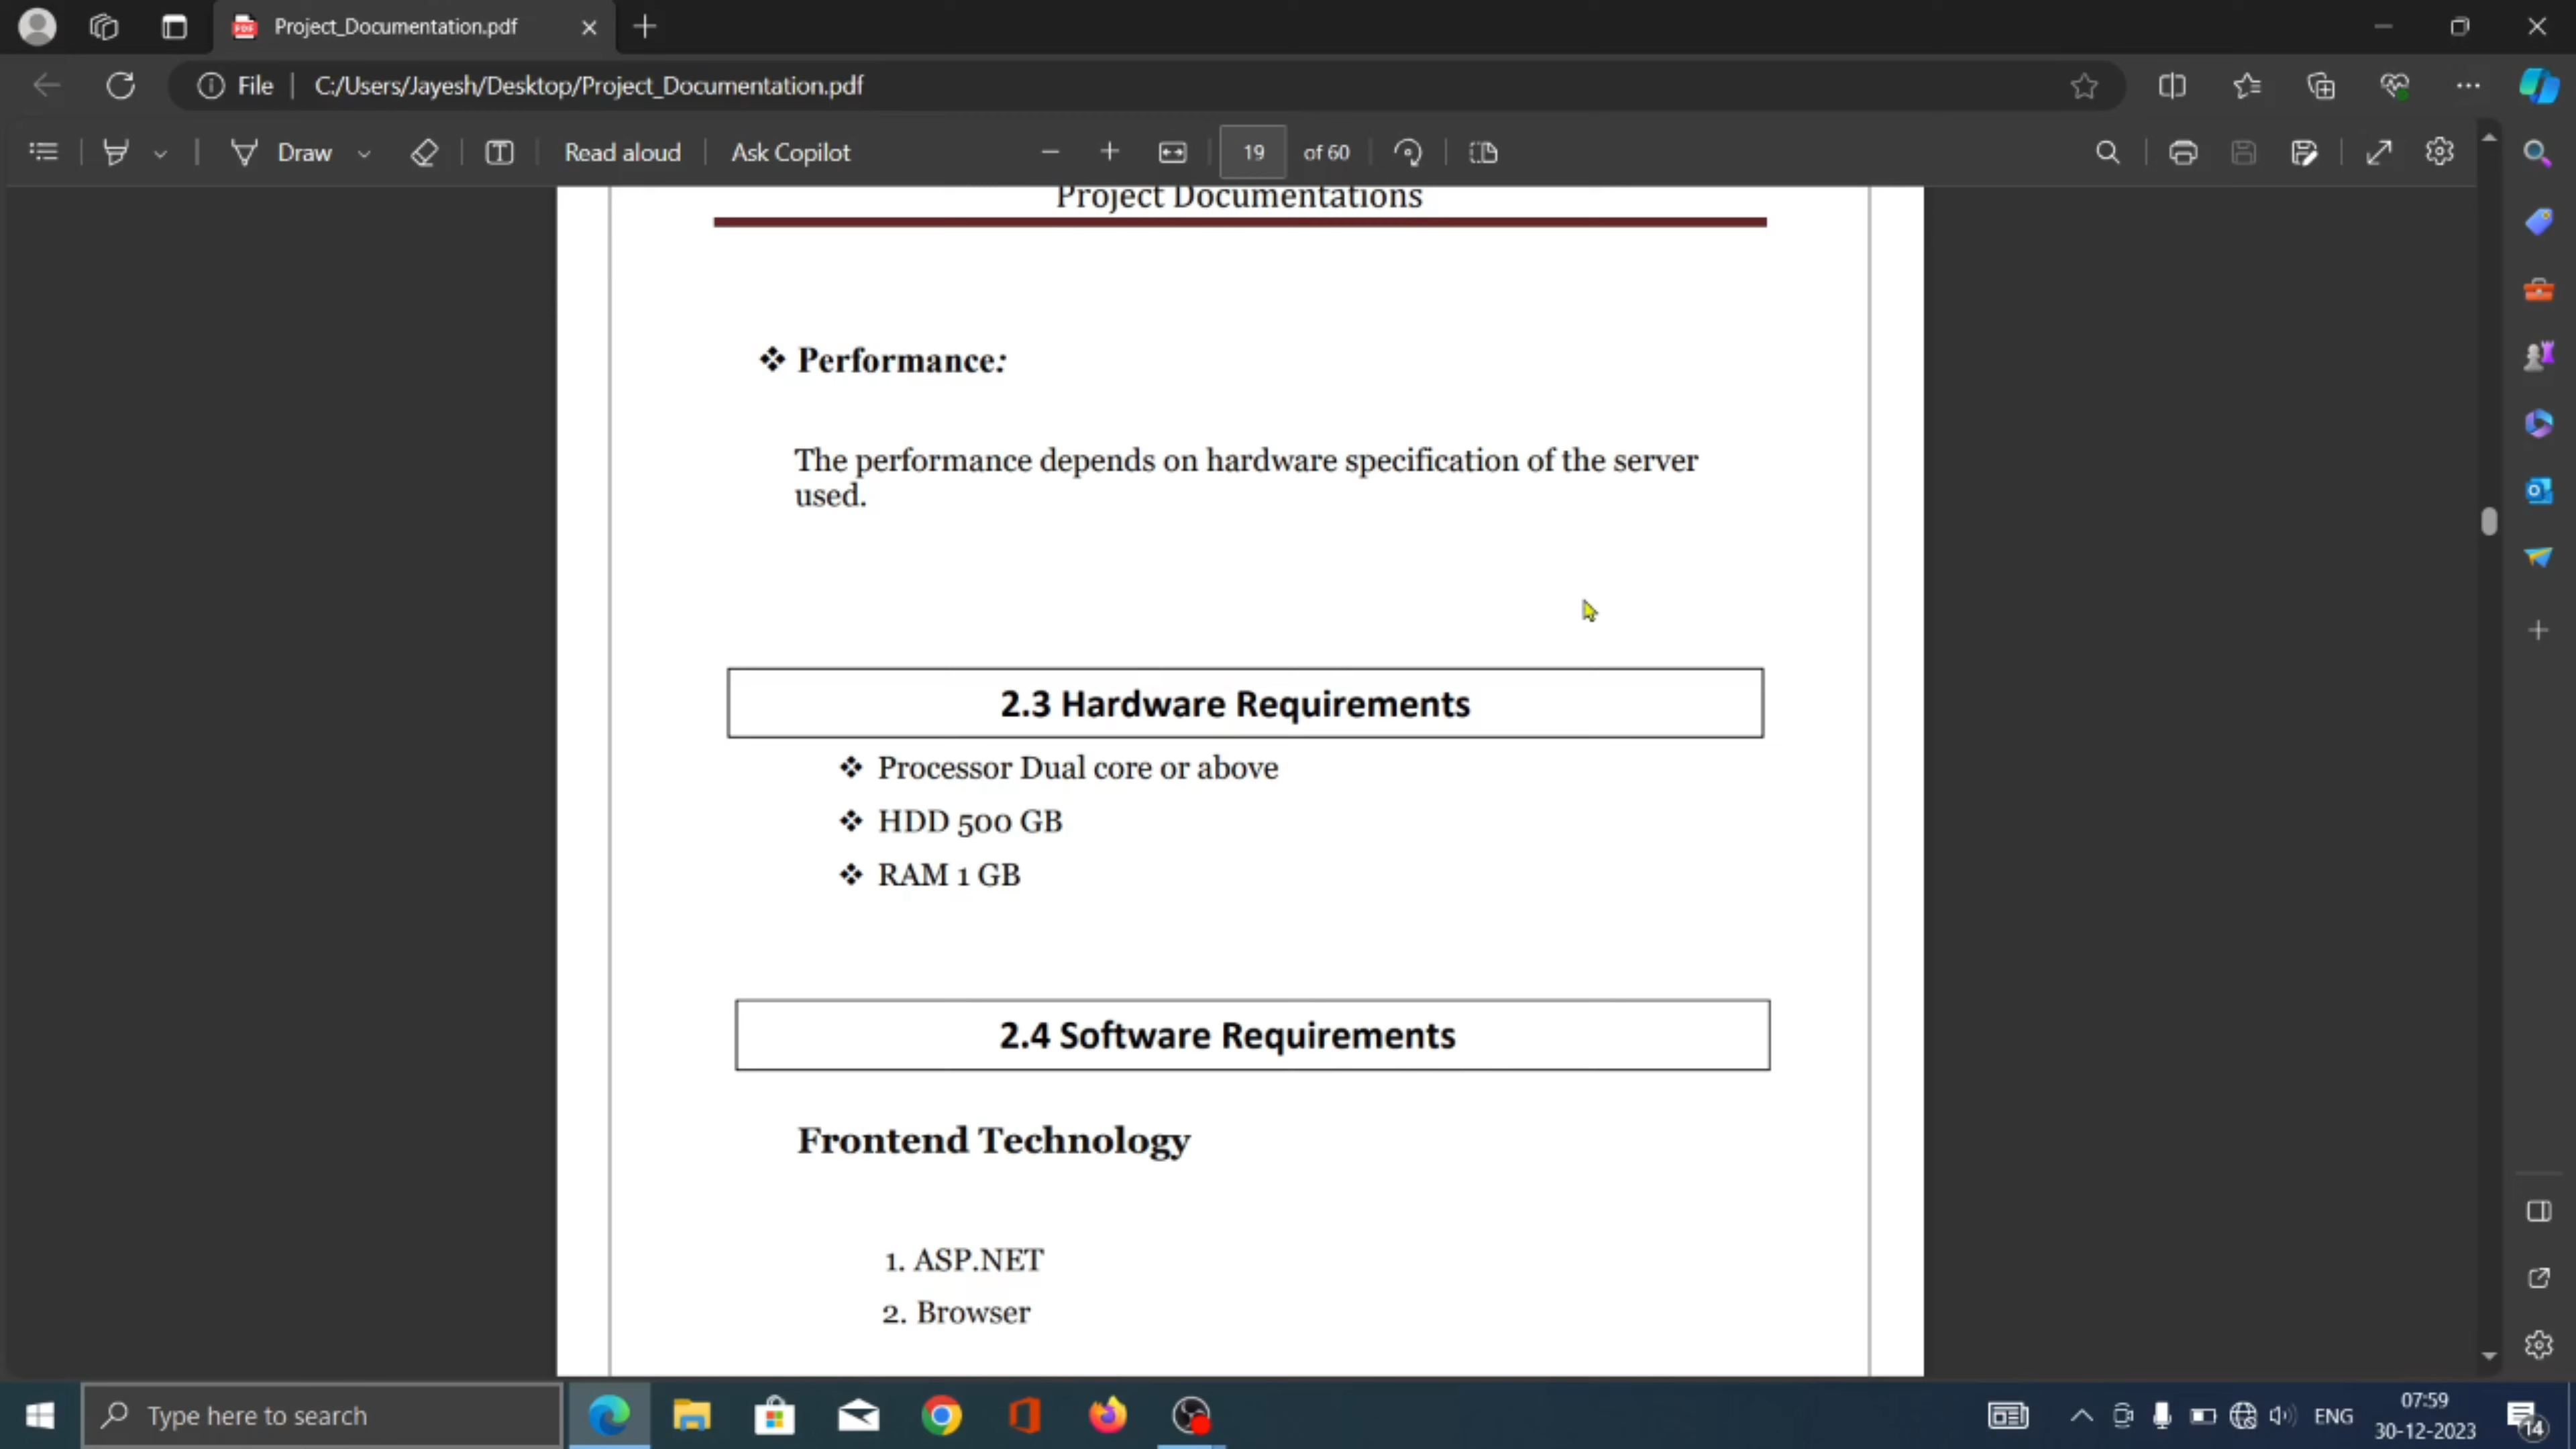 Project_Documentation.pdf
File
C:/Users/Jayesh/Desktop/Project_Documentation.pdf
Draw
Read aloud
Ask Copilot
19
of 60
Project Documentations
❖ Performance:
The performance depends on hardware specification of the server
used.
2.3 Hardware Requirements
❖ Processor Dual core or above
❖ HDD 500 GB
❖ RAM 1 GB
2.4 Software Requirements
Frontend Technology
1. ASP.NET
2. Browser
Type here to search
ENG
07:59
30-12-2023
14